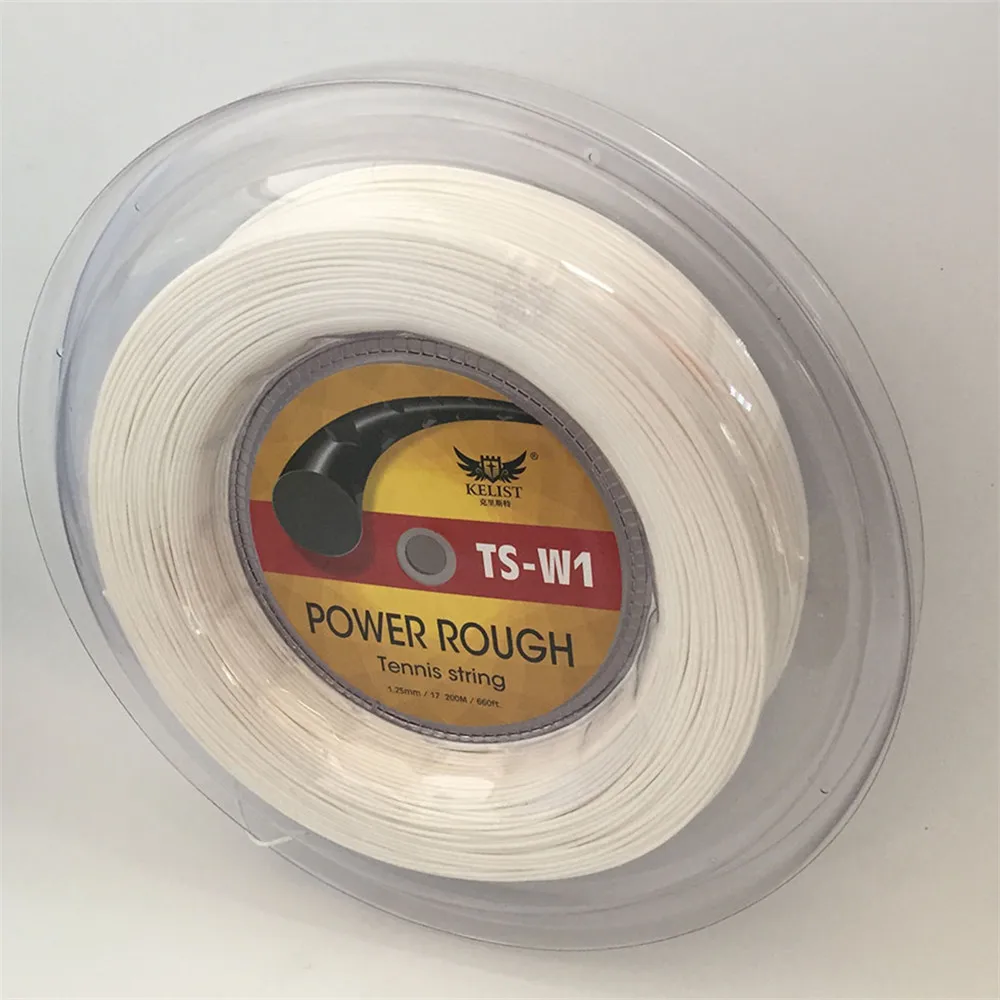 ®
KELIST
克里斯特
TS-W1
POWER ROUGH
Tennis string
1.25mm / 17 200M / 660ft.